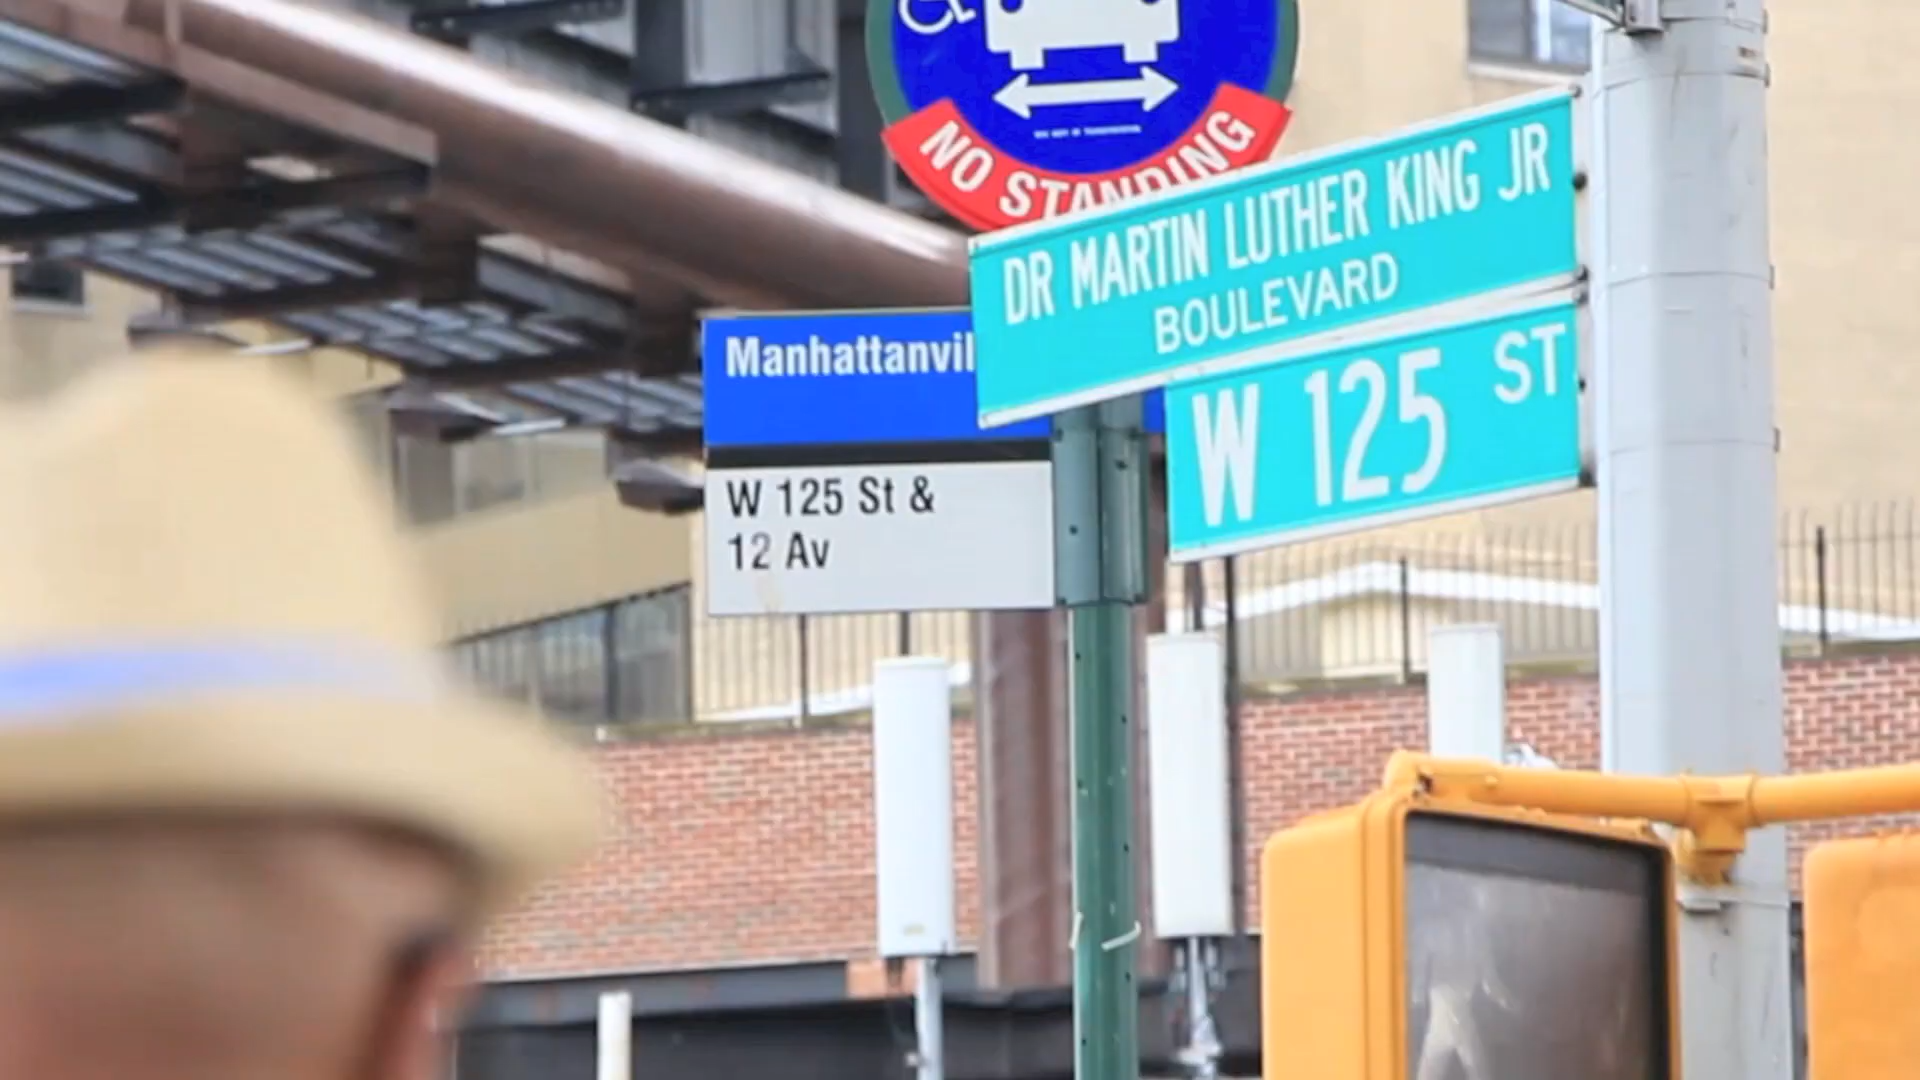 NO STANDING
DR MARTIN LUTHER KING JR
BOULEVARD
W 125 ST
Manhattanvil
W 125 St &
12 Av